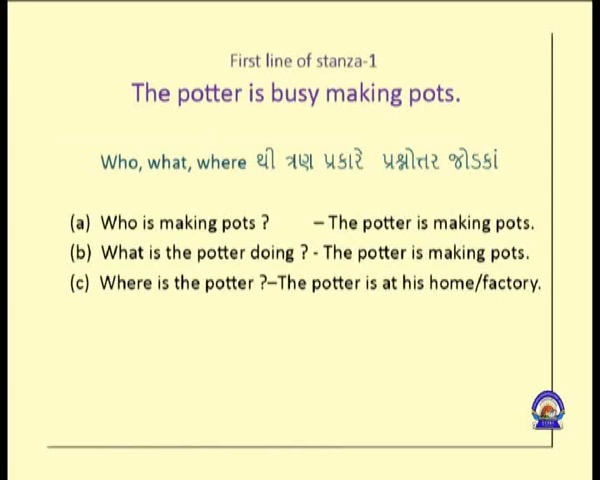 First line of stanza-1
The potter is busy making pots.
Who, what, where થી ત્રણ પ્રકારે પ્રશ્નોત્તર જોડકાં
(a) Who is making pots ? – The potter is making pots.
(b) What is the potter doing ? - The potter is making pots.
(c) Where is the potter ?–The potter is at his home/factory.